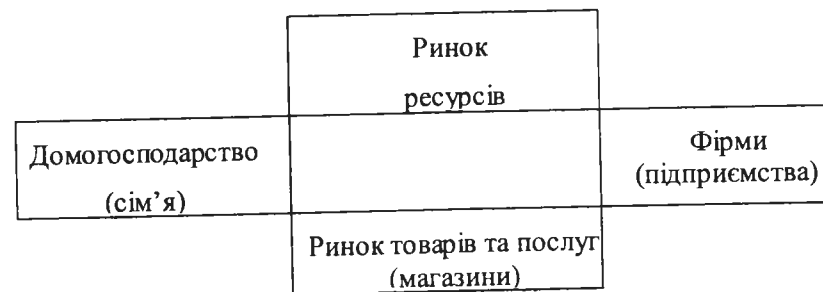 Ринок
ресурсів
Домогосподарство
(сім’я)
Фірми
(підприємства)
Ринок товарів та послуг
(магазини)